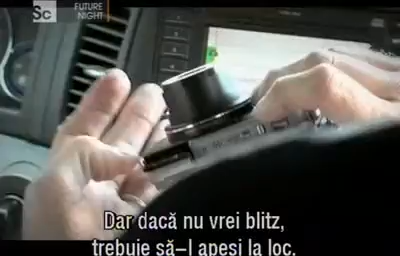 Sc
FUTURE
NIGHT
Dar dacă nu vrei blitz,
trebuie să-l apeși la loc.